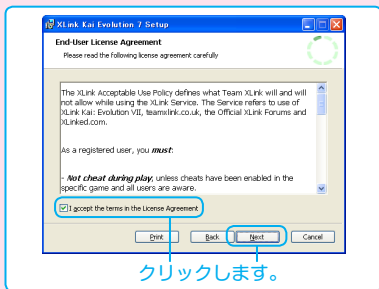 XLink Kai Evolution 7 Setup
End-User License Agreement
Please read the following license agreement carefully
The XLink Acceptable Use Policy defines what Team XLink will and will
not allow while using the XLink Service. The Service refers to use of
XLink Kai: Evolution VII, teamxlink.co.uk, the Official XLink Forums and
XLinked.com.
As a registered user, you must:
- Not cheat during play, unless cheats have been enabled in the
specific game and all users are aware.
I accept the terms in the License Agreement
Print Back Next Cancel
クリックします。